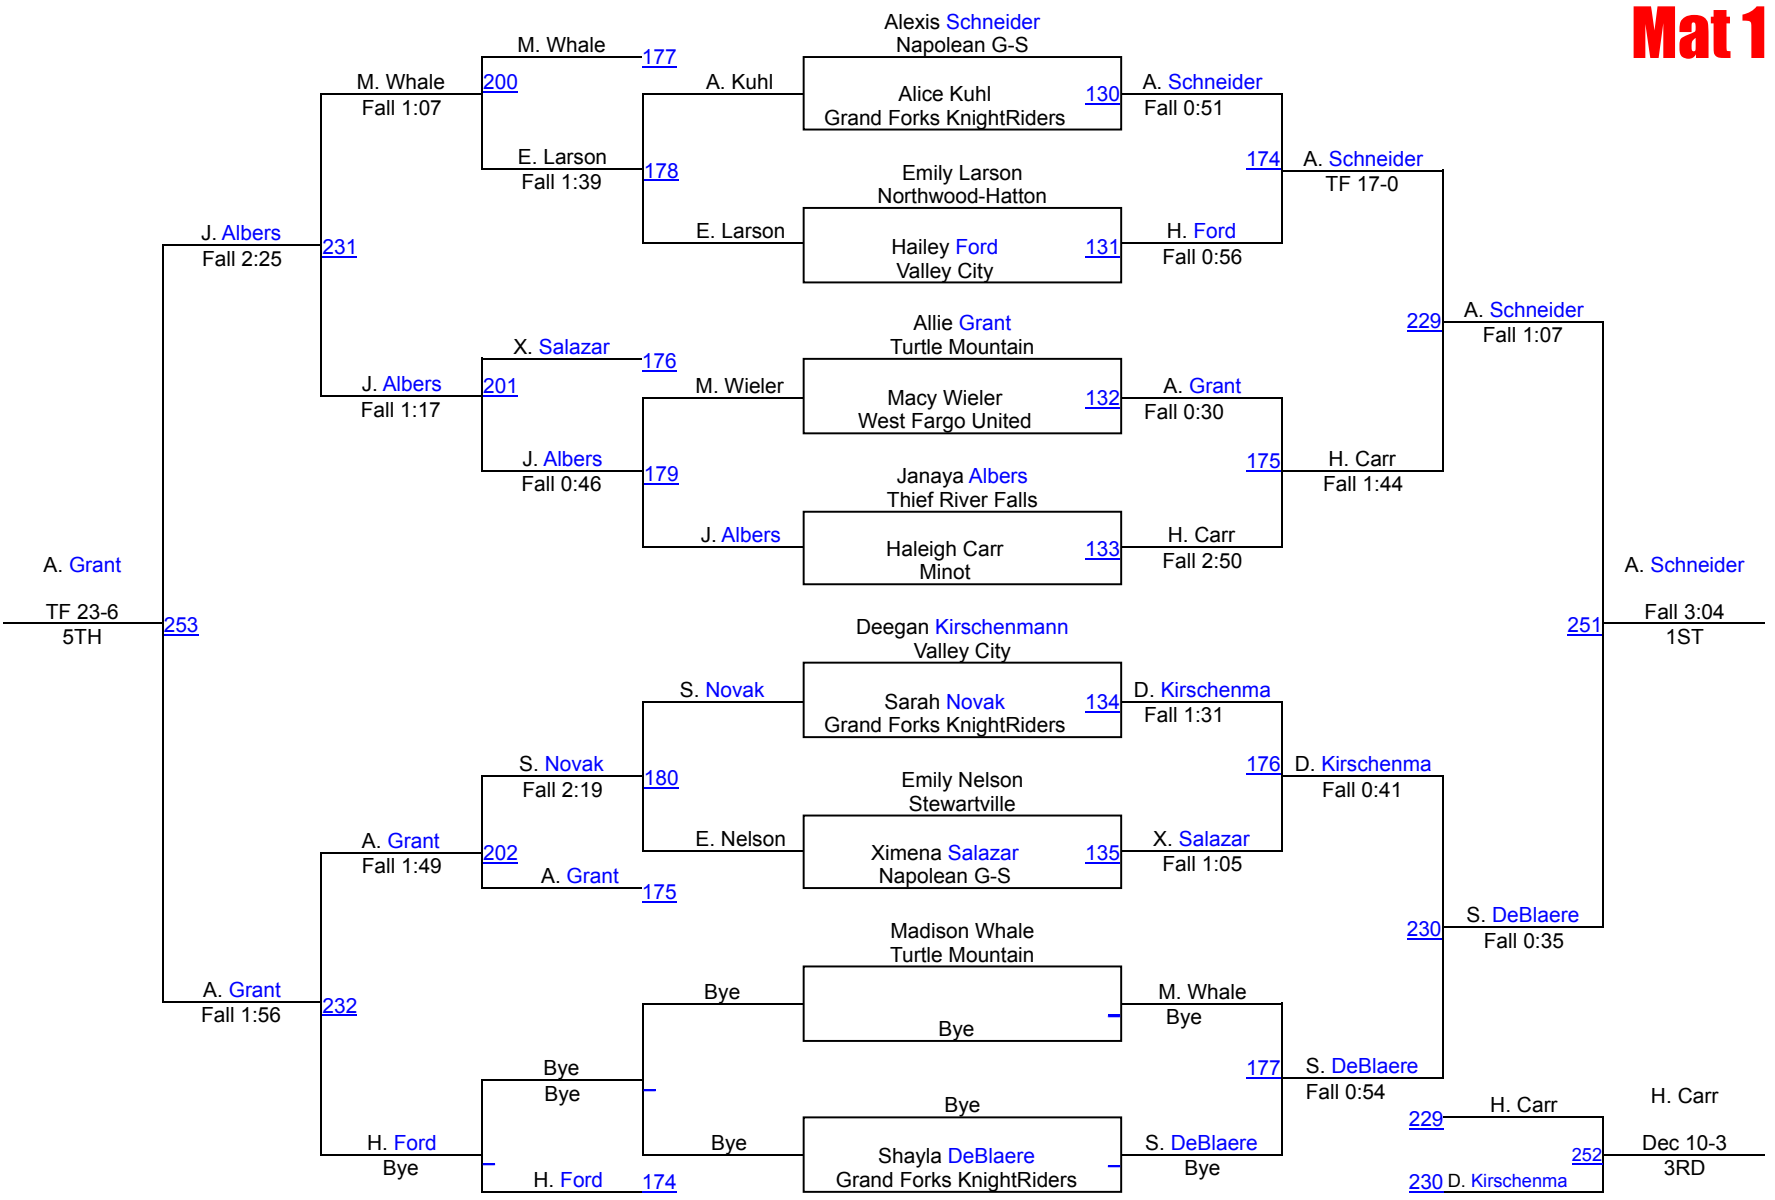 Mat 1
Alexis Schneider
Napolean G-S
M. Whale
177
M. Whale
200
A. Kuhl
Alice Kuhl
130
A. Schneider
Fall 1:07
Grand Forks KnightRiders
Fall 0:51
E. Larson
178
Fall 1:39
Emily Larson
Northwood-Hatton
174
A. Schneider
TF 17-0
J. Albers
231
Fall 2:25
E. Larson
Hailey Ford
131
Valley City
H. Ford
Fall 0:56
Allie Grant
Turtle Mountain
229
A. Schneider
Fall 1:07
X. Salazar
176
J. Albers
201
Fall 1:17
M. Wieler
Macy Wieler
132
West Fargo United
A. Grant
Fall 0:30
J. Albers
179
Fall 0:46
Janaya Albers
Thief River Falls
175
H. Carr
Fall 1:44
J. Albers
Haleigh Carr
133
Minot
H. Carr
Fall 2:50
A. Grant
TF 23-6
253
5TH
A. Schneider
251
Fall 3:04
1ST
Deegan Kirschenmann
Valley City
S. Novak
Sarah Novak
134
Grand Forks KnightRiders
D. Kirschenma
Fall 1:31
S. Novak
180
Fall 2:19
Emily Nelson
Stewartville
176
D. Kirschenma
Fall 0:41
A. Grant
202
Fall 1:49
E. Nelson
Ximena Salazar
135
Napolean G-S
X. Salazar
Fall 1:05
A. Grant
175
Madison Whale
Turtle Mountain
230
S. DeBlaere
Fall 0:35
A. Grant
232
Fall 1:56
Bye
Bye
M. Whale
Bye
Bye
Bye
Bye
177
S. DeBlaere
Fall 0:54
H. Ford
Bye
Bye
Shayla DeBlaere
Grand Forks KnightRiders
S. DeBlaere
Bye
H. Ford
174
229
H. Carr
H. Carr
252
Dec 10-3
3RD
230
D. Kirschenma